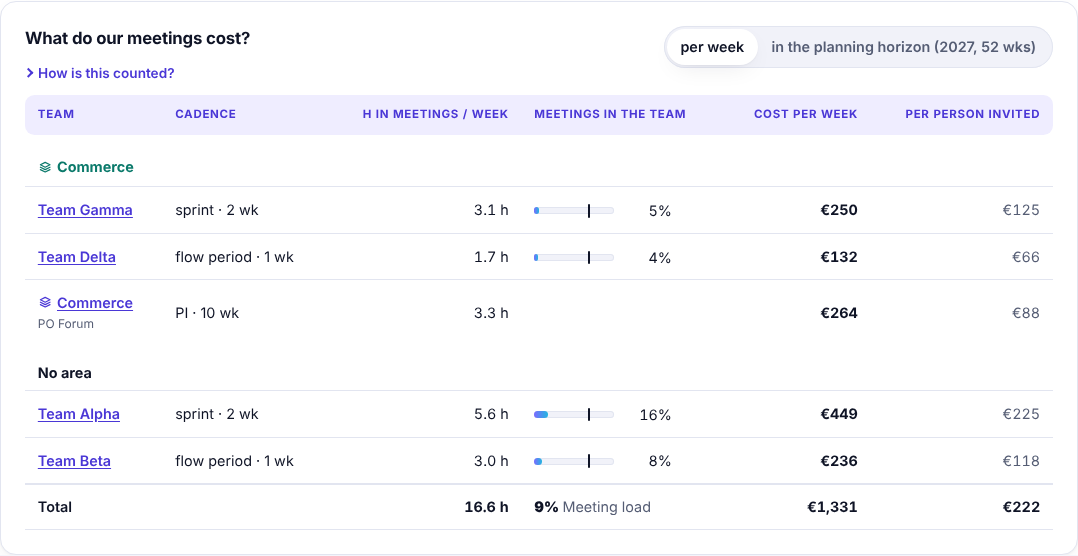 What do our meetings cost?
per week in the planning horizon (2027, 52 wks)
How is this counted?
TEAM CADENCE H IN MEETINGS / WEEK MEETINGS IN THE TEAM COST PER WEEK PER PERSON INVITED
Commerce
Team Gamma sprint · 2 wk 3.1 h 5% €250 €125
Team Delta flow period · 1 wk 1.7 h 4% €132 €66
Commerce PI · 10 wk 3.3 h €264 €88
PO Forum
No area
Team Alpha sprint · 2 wk 5.6 h 16% €449 €225
Team Beta flow period · 1 wk 3.0 h 8% €236 €118
Total 16.6 h 9% Meeting load €1,331 €222